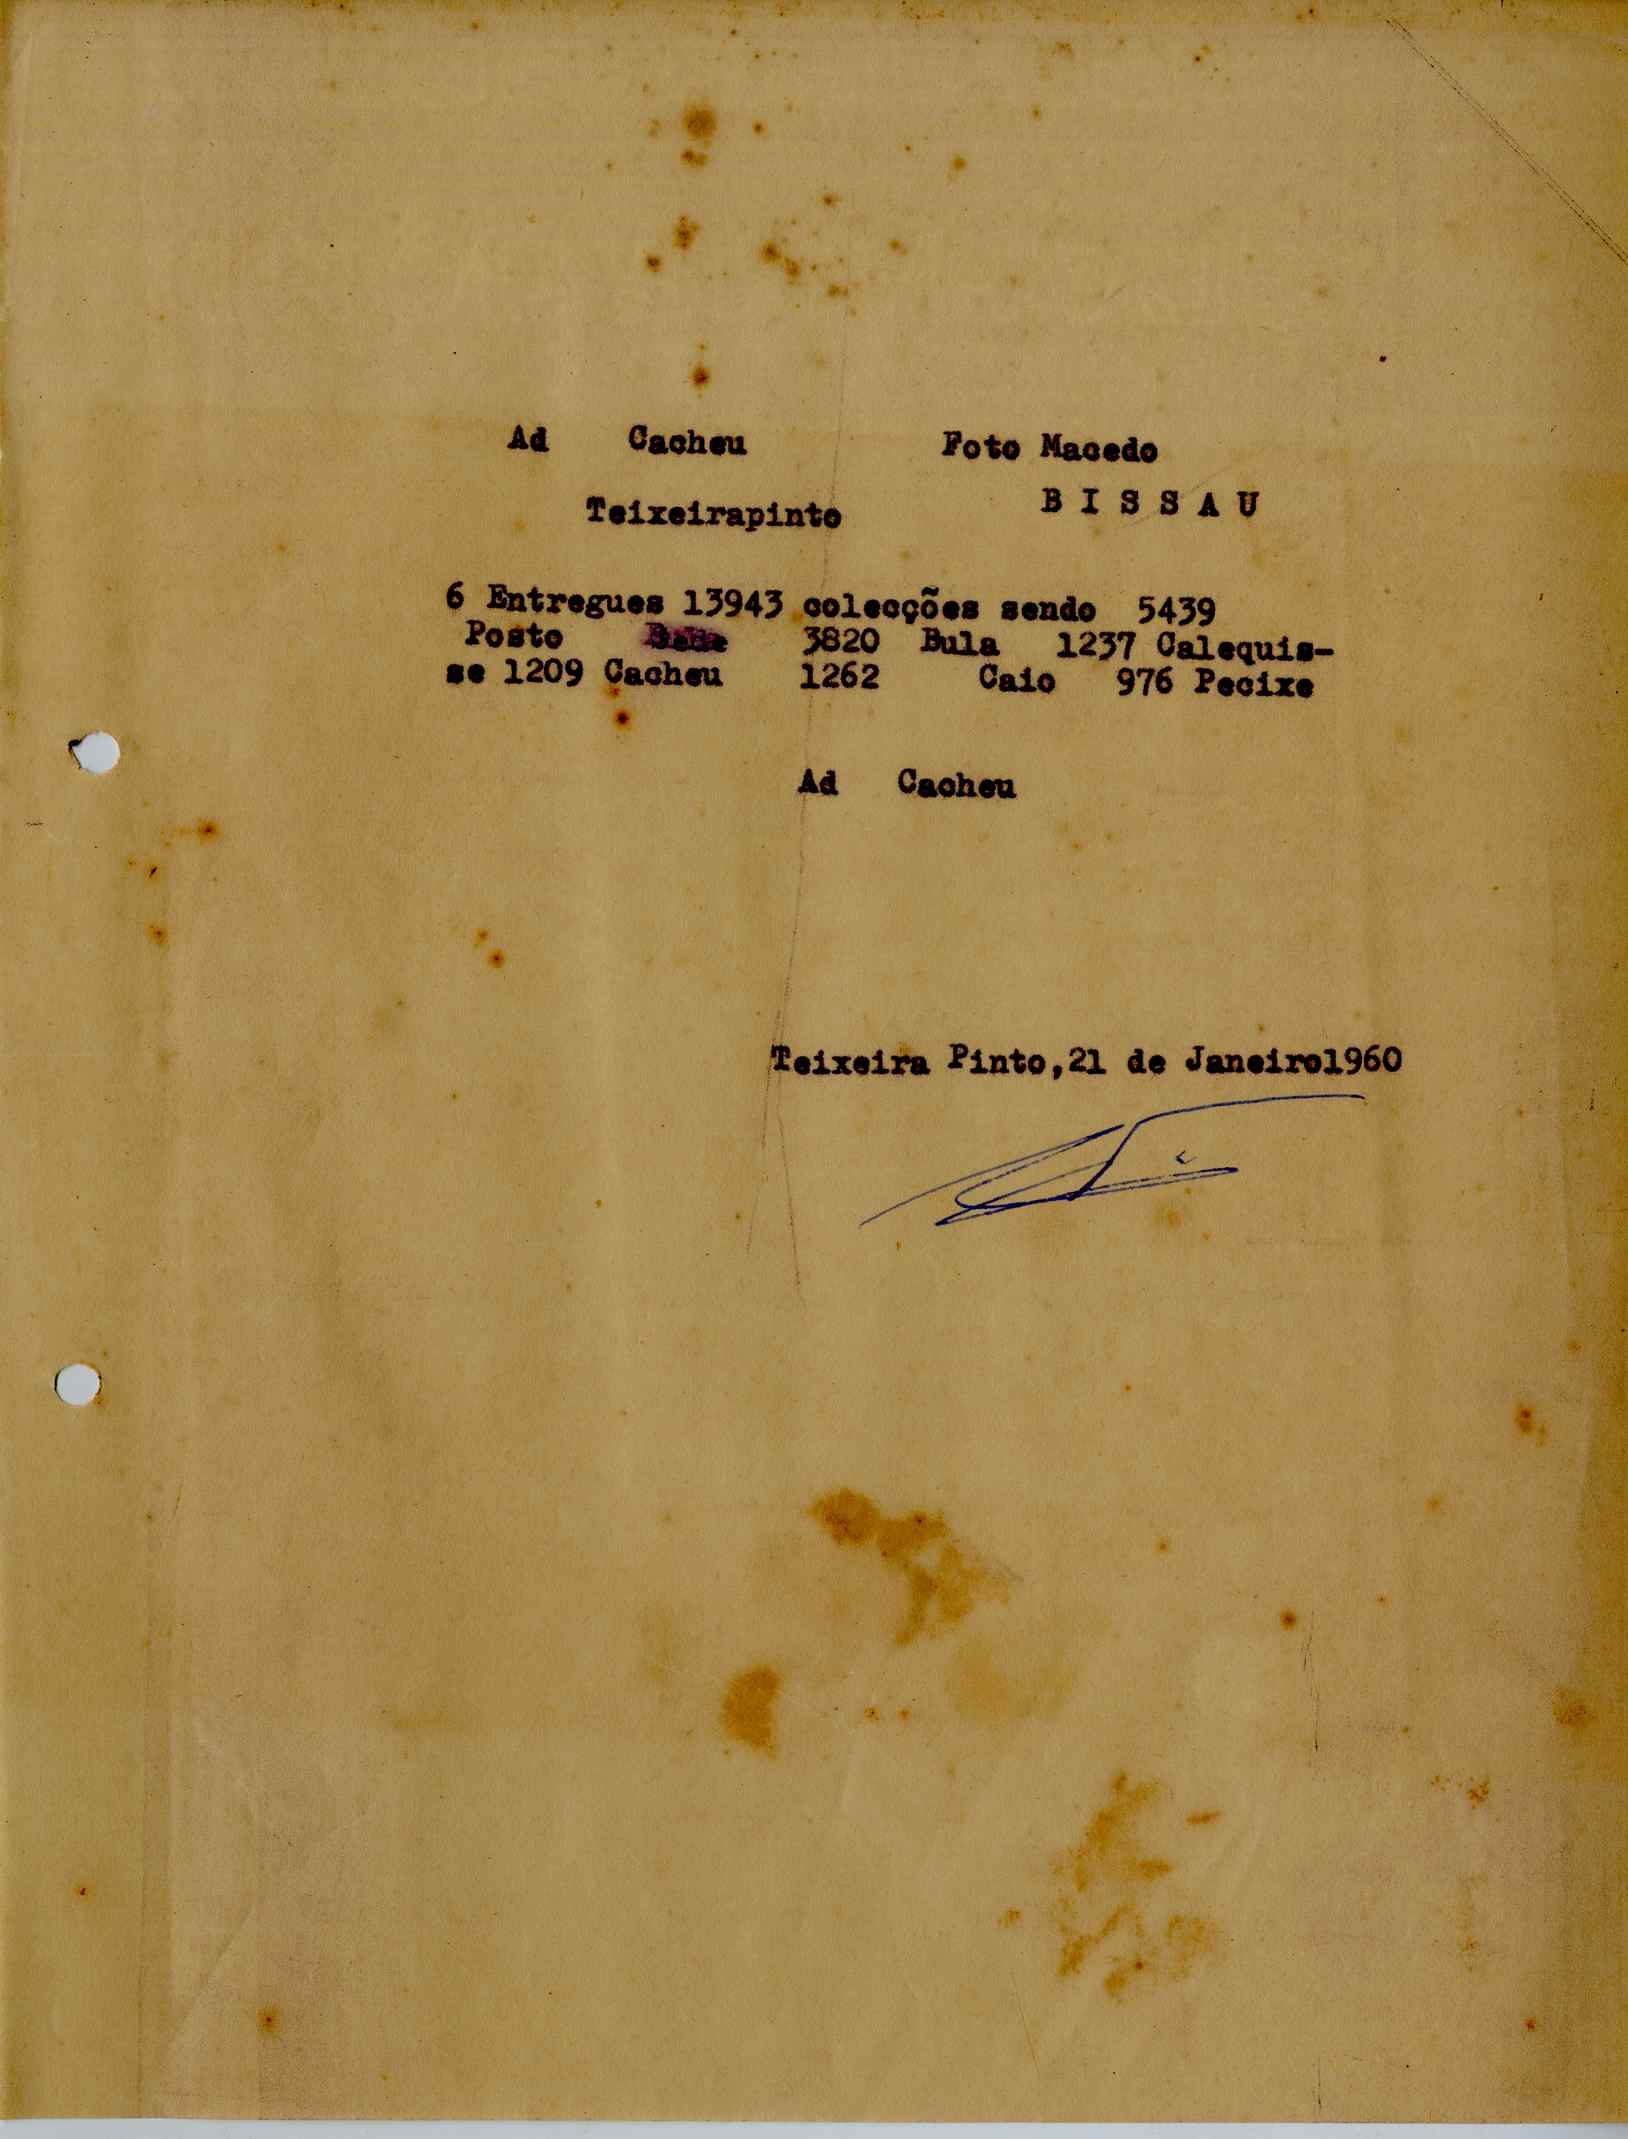 Ad Cacheu Foto Macedo
Teixeirapinto B I S S A U
6 Entregues 13943 colecções sendo 5439
Posto 3820 Bula 1237 Calequis-
se 1209 Cacheu 1262 Caio 976 Pecixe
Ad Cacheu
Teixeira Pinto,21 de Janeiro1960